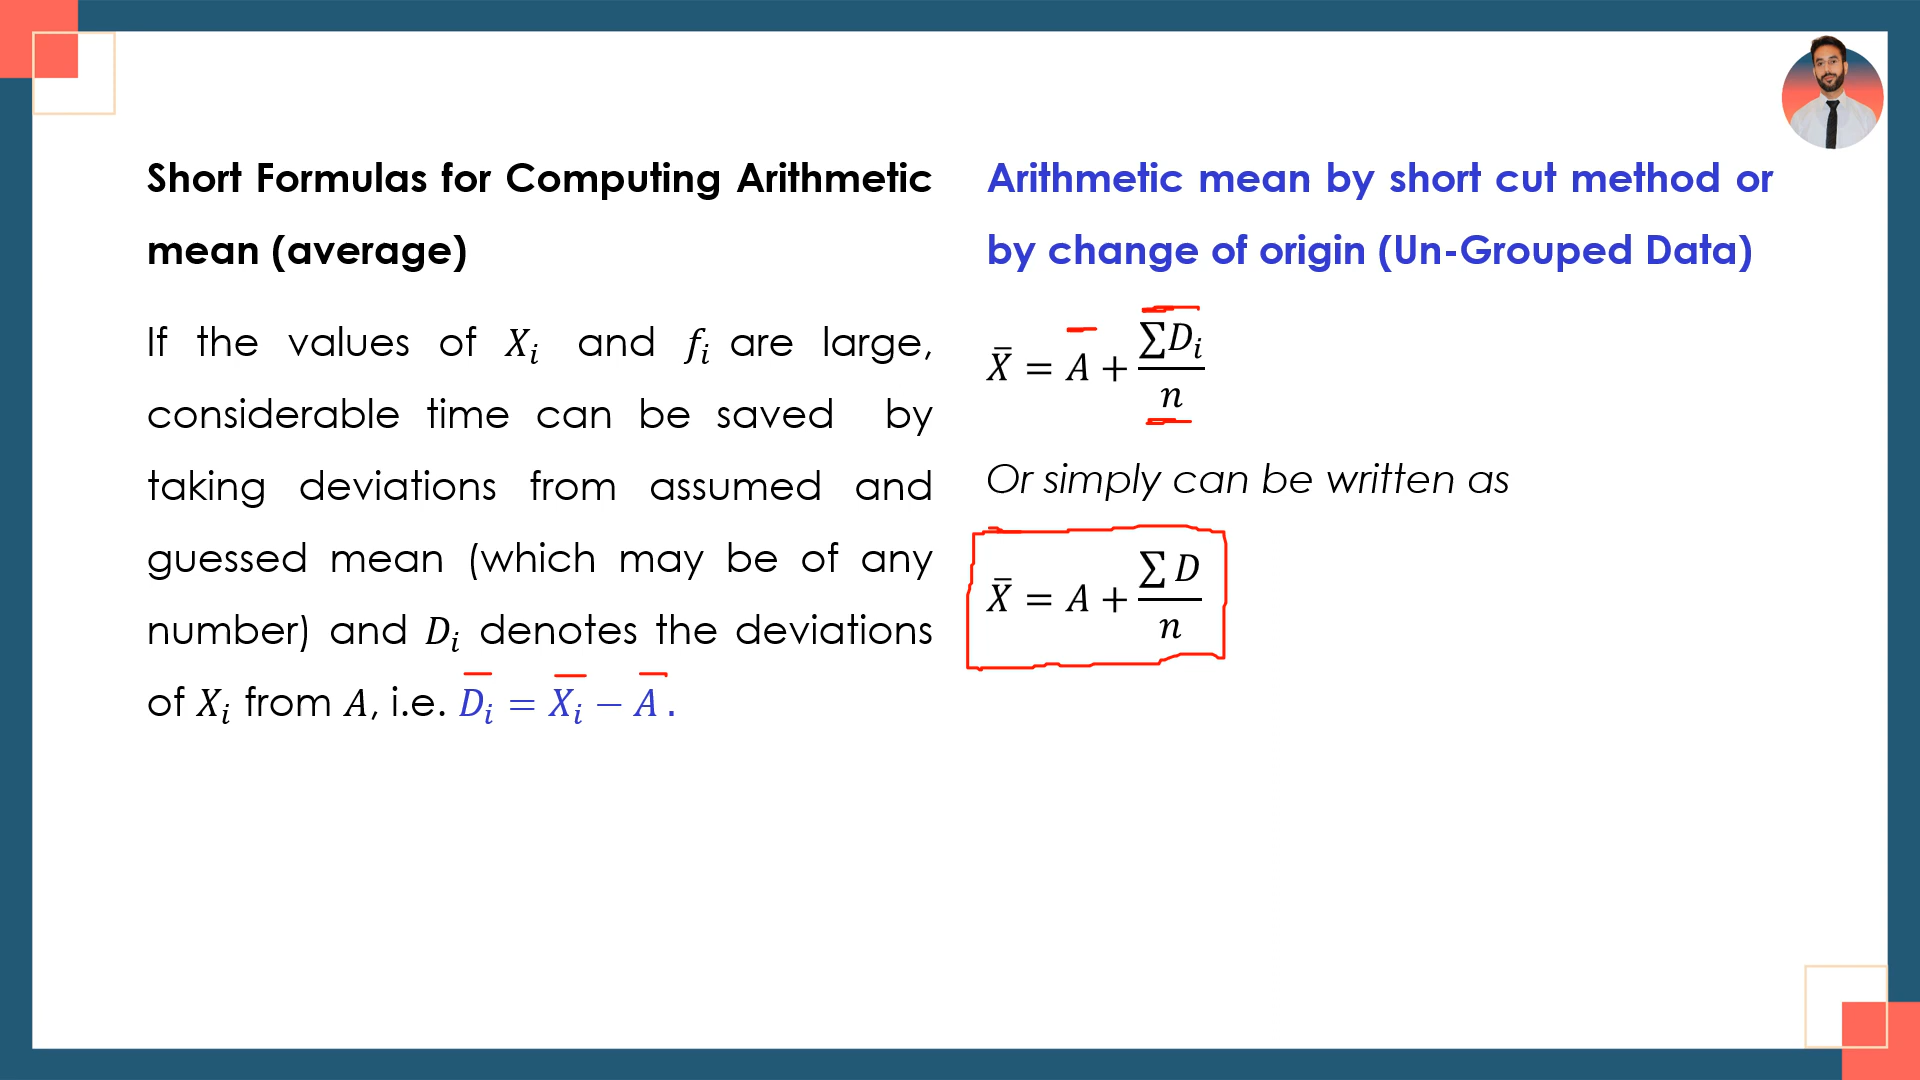 Short Formulas for Computing Arithmetic
mean (average)
If the values of Xᵢ and fᵢ are large,
considerable time can be saved by
taking deviations from assumed and
guessed mean (which may be of any
number) and Dᵢ denotes the deviations
of Xᵢ from A, i.e. Dᵢ = Xᵢ − A .
Arithmetic mean by short cut method or
by change of origin (Un-Grouped Data)
X̄ = A + ∑Dᵢ / n
Or simply can be written as
X̄ = A + ∑ D / n